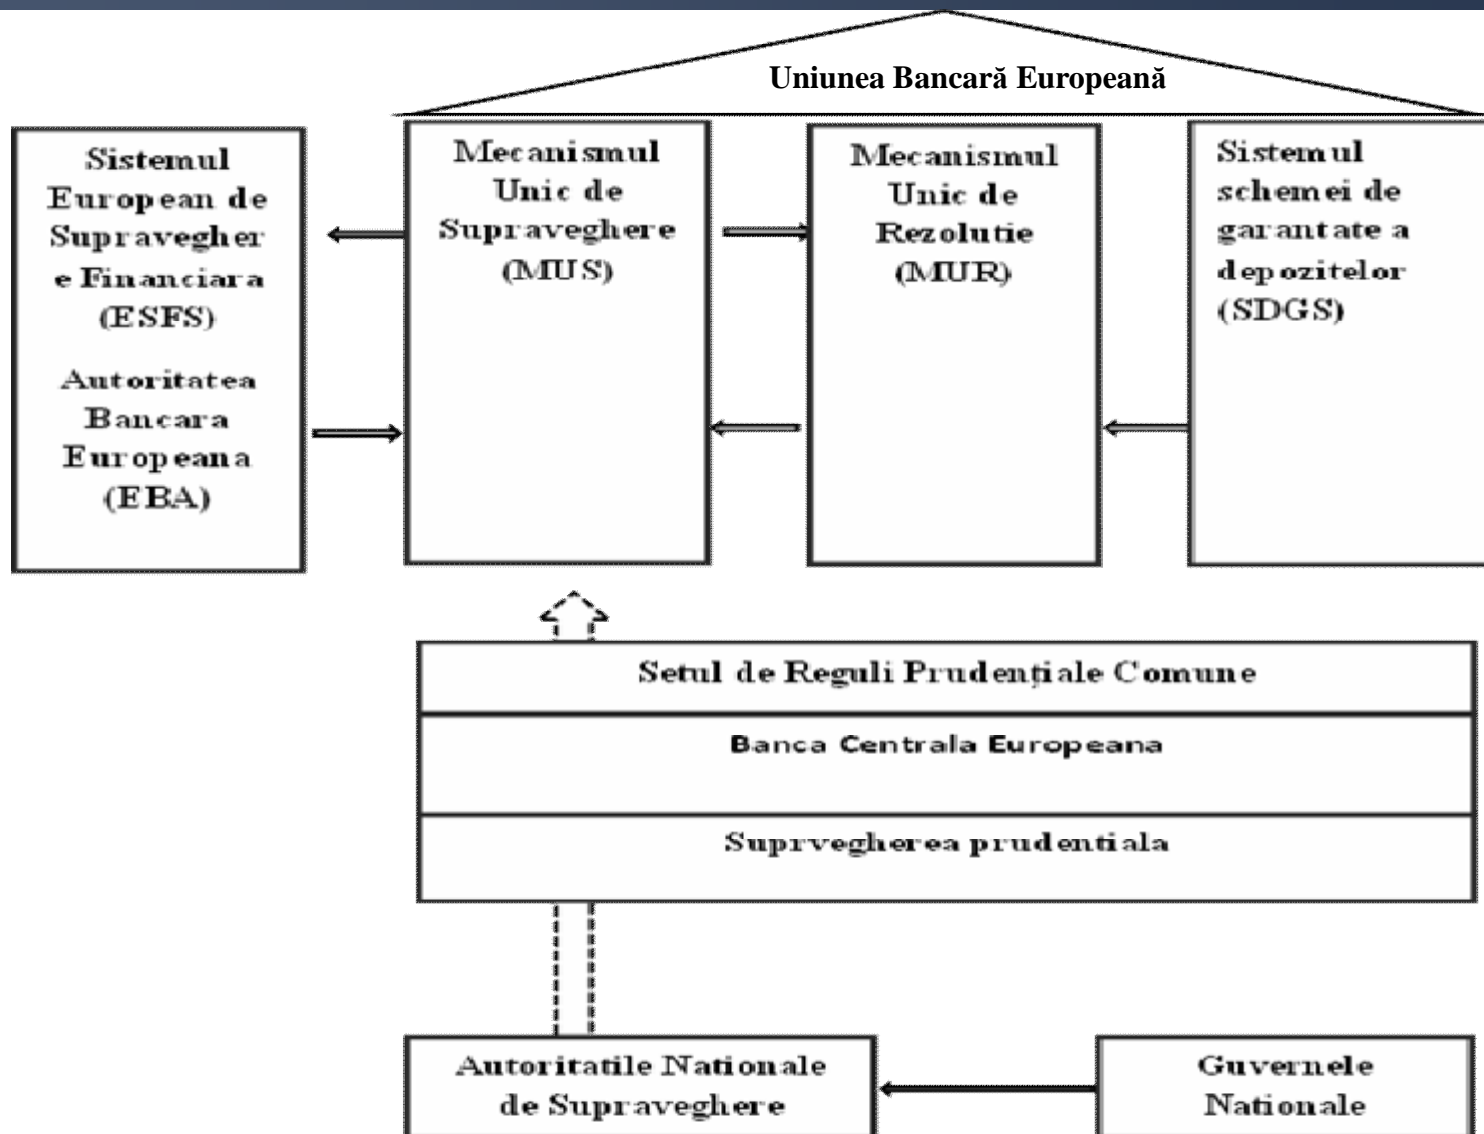 Uniunea Bancară Europeană
Sistemul
European de
Supravegher
e Financiara
(ESFS)
Autoritatea
Bancara
Europeana
(EBA)
Mecanismul
Unic de
Supraveghere
(MUS)
Mecanismul
Unic de
Rezolutie
(MUR)
Sistemul
schemei de
garantate a
depozitelor
(SDGS)
Setul de Reguli Prudențiale Comune
Banca Centrala Europeana
Suprvegherea prudentiala
Autoritatile Nationale
de Supraveghere
Guvernele
Nationale